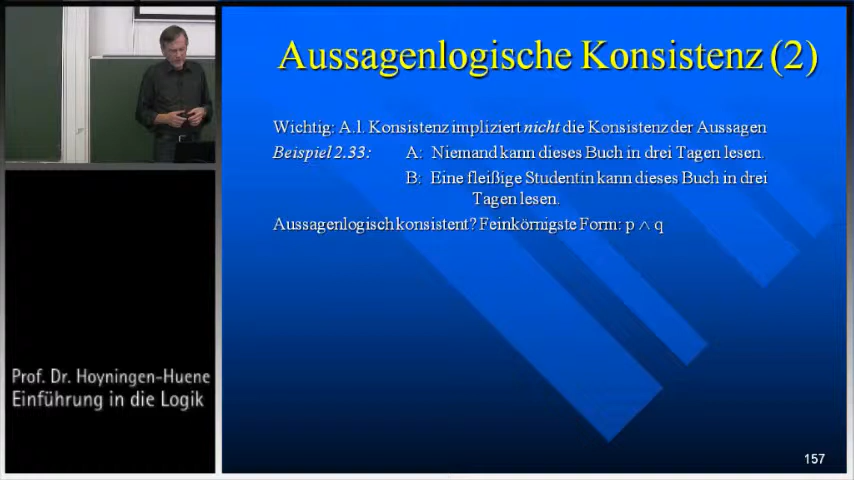 Aussagenlogische Konsistenz (2)
Wichtig: A.l. Konsistenz impliziert nicht die Konsistenz der Aussagen
Beispiel 2.33: A: Niemand kann dieses Buch in drei Tagen lesen.
B: Eine fleißige Studentin kann dieses Buch in drei
Tagen lesen.
Aussagenlogisch konsistent? Feinkörnigste Form: p ∧ q
Prof. Dr. Hoyningen-Huene
Einführung in die Logik
157